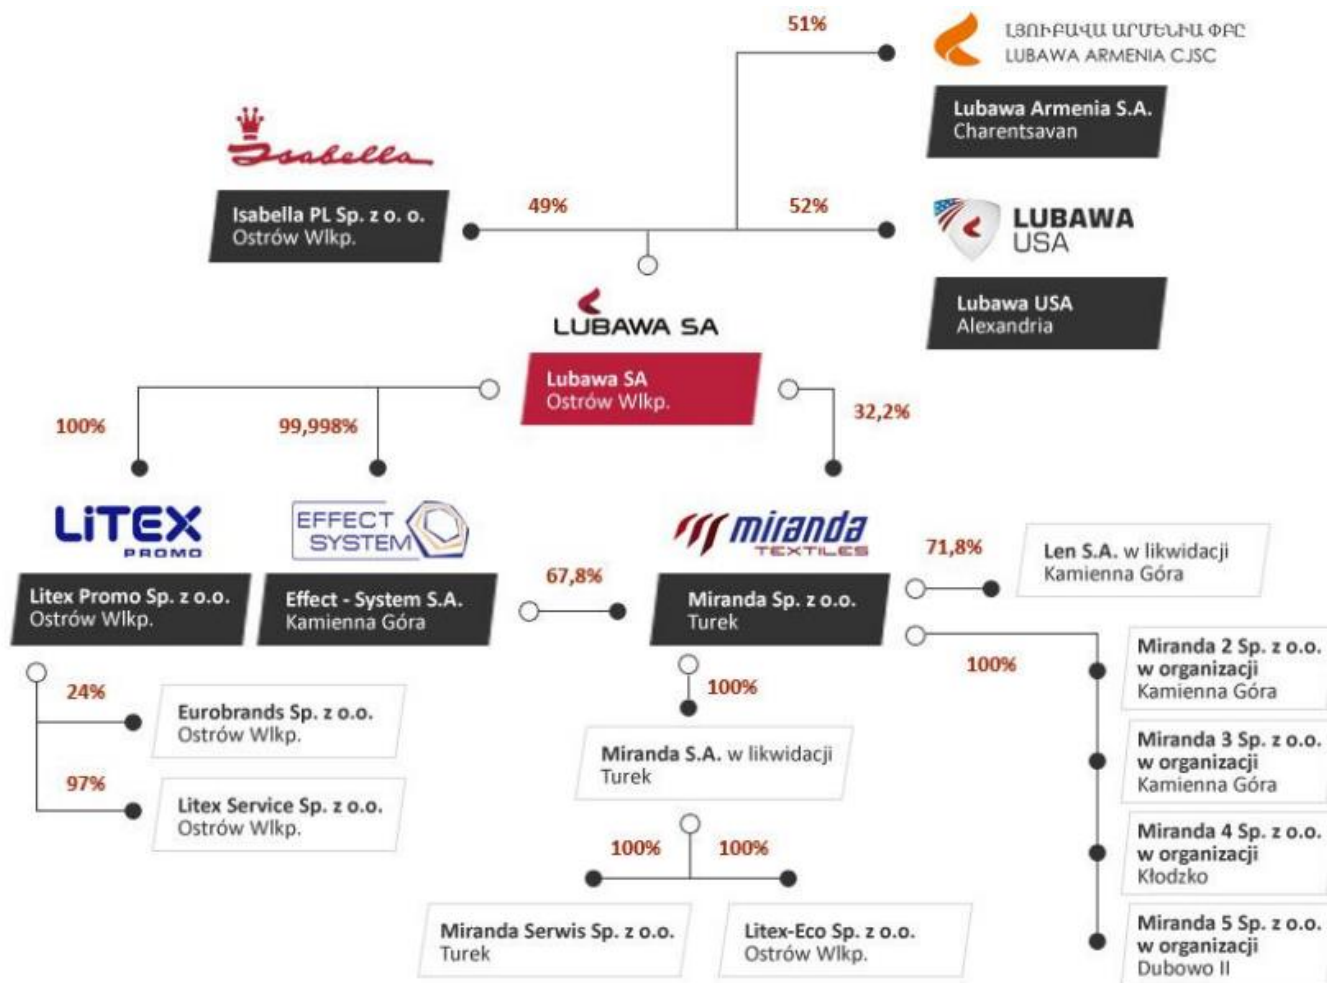 51%
ԼՅՈՒԲԱՎԱ ԱՐՄԵՆԻԱ ՓԲԸ
LUBAWA ARMENIA CJSC
Lubawa Armenia S.A.
Charentsavan
Isabella
Isabella PL Sp. z o. o.
Ostrów Wlkp.
49%
52%
LUBAWA
USA
Lubawa USA
Alexandria
LUBAWA SA
Lubawa SA
Ostrów Wlkp.
100%
99,998%
32,2%
LiTEX
PROMO
EFFECT
SYSTEM
miranda
TEXTILES
Litex Promo Sp. z o.o.
Ostrów Wlkp.
Effect - System S.A.
Kamienna Góra
67,8%
Miranda Sp. z o.o.
Turek
71,8%
Len S.A. w likwidacji
Kamienna Góra
24%
Eurobrands Sp. z o.o.
Ostrów Wlkp.
97%
Litex Service Sp. z o.o.
Ostrów Wlkp.
100%
Miranda S.A. w likwidacji
Turek
100%
100%
Miranda Serwis Sp. z o.o.
Turek
Litex-Eco Sp. z o.o.
Ostrów Wlkp.
100%
Miranda 2 Sp. z o.o.
w organizacji
Kamienna Góra
Miranda 3 Sp. z o.o.
w organizacji
Kamienna Góra
Miranda 4 Sp. z o.o.
w organizacji
Kłodzko
Miranda 5 Sp. z o.o.
w organizacji
Dubowo II